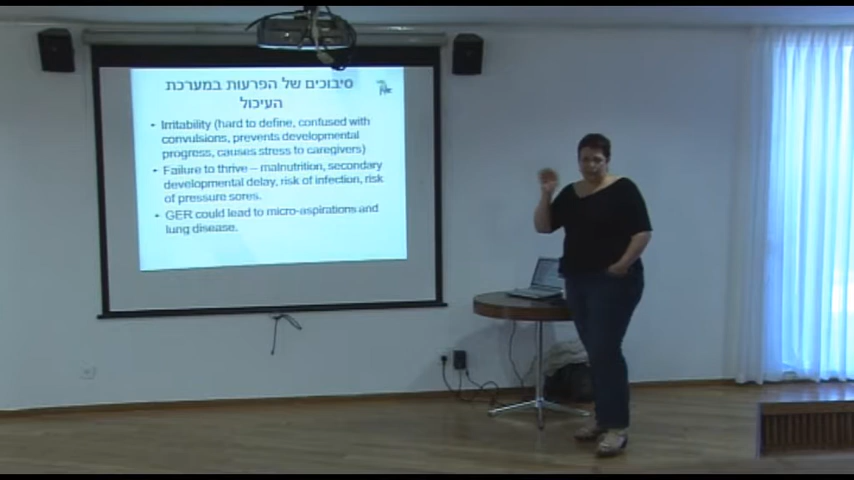 סיבוכים של הפרעות במערכת
העיכול
• Irritability (hard to define, confused with
convulsions, prevents developmental
progress, causes stress to caregivers)
• Failure to thrive – malnutrition, secondary
developmental delay, risk of infection, risk
of pressure sores.
• GER could lead to micro-aspirations and
lung disease.